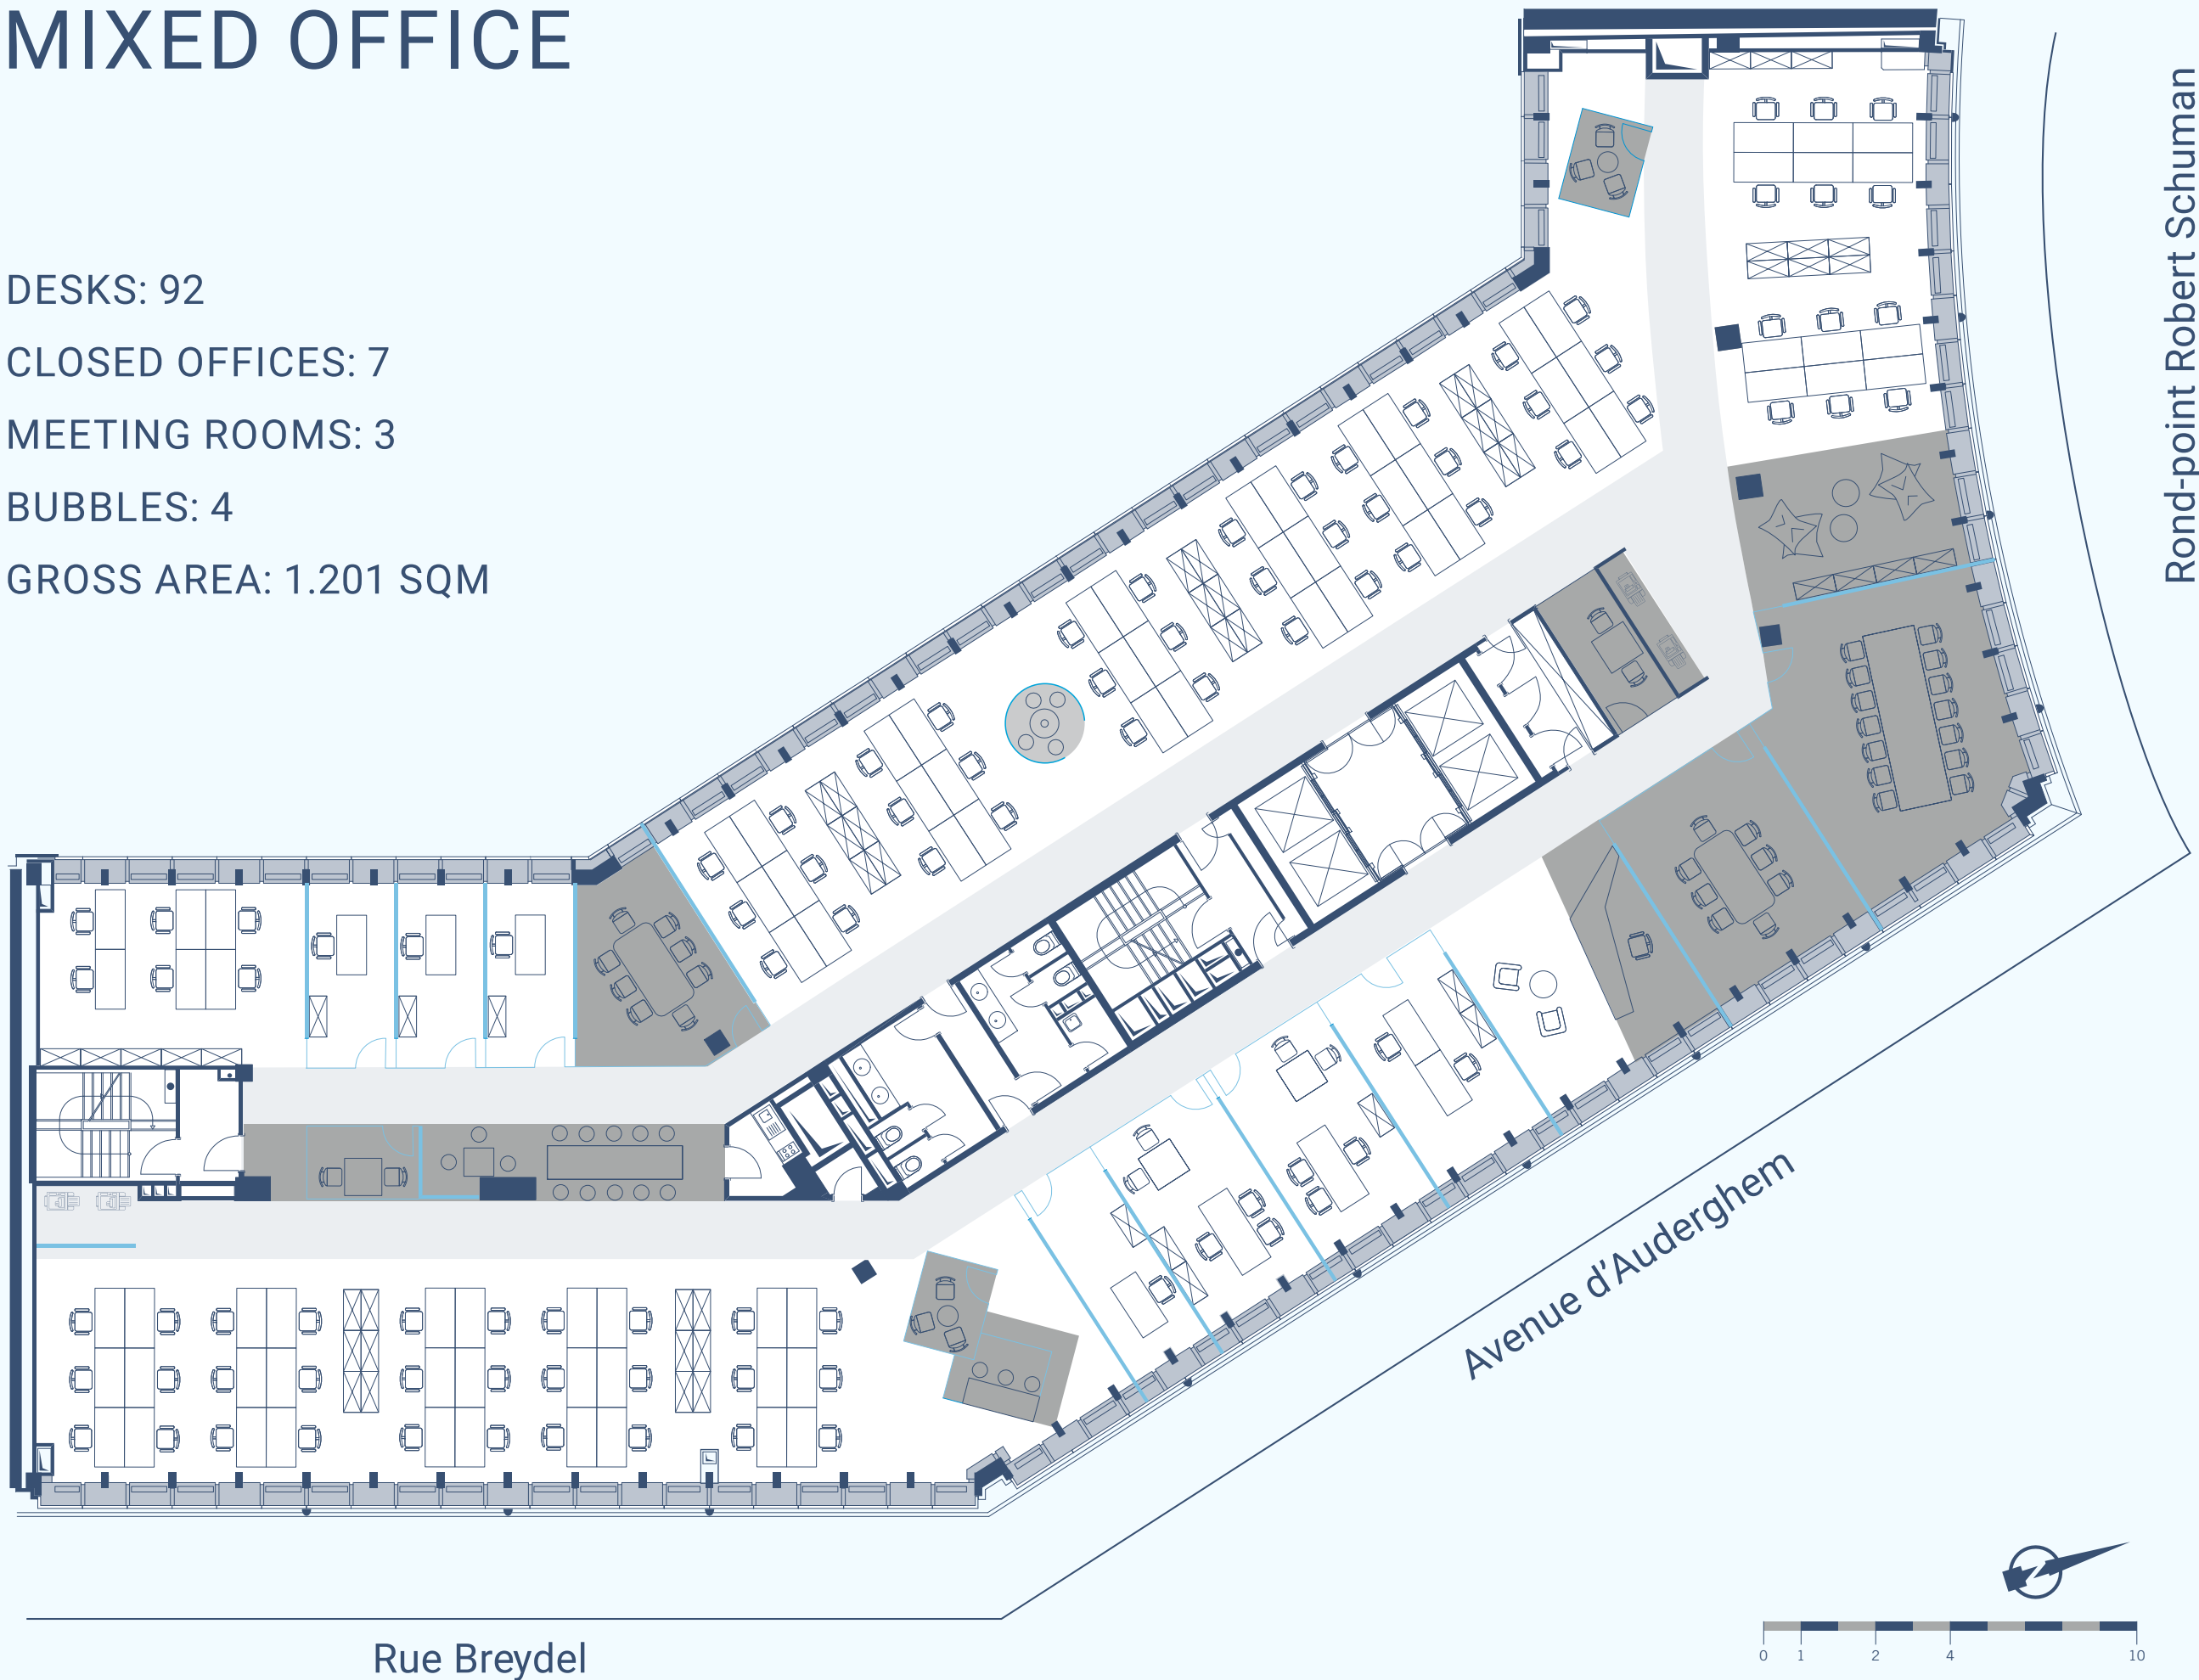 MIXED OFFICE
DESKS: 92
CLOSED OFFICES: 7
MEETING ROOMS: 3
BUBBLES: 4
GROSS AREA: 1.201 SQM
Rond-point Robert Schuman
Avenue d'Auderghem
Rue Breydel
0 1 2 4 10